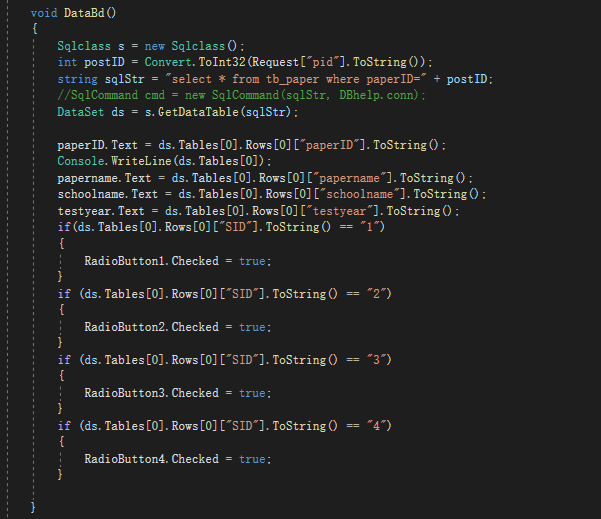 void DataBd()
{
Sqlclass s = new Sqlclass();
int postID = Convert.ToInt32(Request["pid"].ToString());
string sqlStr = "select * from tb_paper where paperID=" + postID;
//SqlCommand cmd = new SqlCommand(sqlStr, DBhelp.conn);
DataSet ds = s.GetDataTable(sqlStr);
paperID.Text = ds.Tables[0].Rows[0]["paperID"].ToString();
Console.WriteLine(ds.Tables[0]);
papername.Text = ds.Tables[0].Rows[0]["papername"].ToString();
schoolname.Text = ds.Tables[0].Rows[0]["schoolname"].ToString();
testyear.Text = ds.Tables[0].Rows[0]["testyear"].ToString();
if(ds.Tables[0].Rows[0]["SID"].ToString() == "1")
{
RadioButton1.Checked = true;
}
if (ds.Tables[0].Rows[0]["SID"].ToString() == "2")
{
RadioButton2.Checked = true;
}
if (ds.Tables[0].Rows[0]["SID"].ToString() == "3")
{
RadioButton3.Checked = true;
}
if (ds.Tables[0].Rows[0]["SID"].ToString() == "4")
{
RadioButton4.Checked = true;
}
}